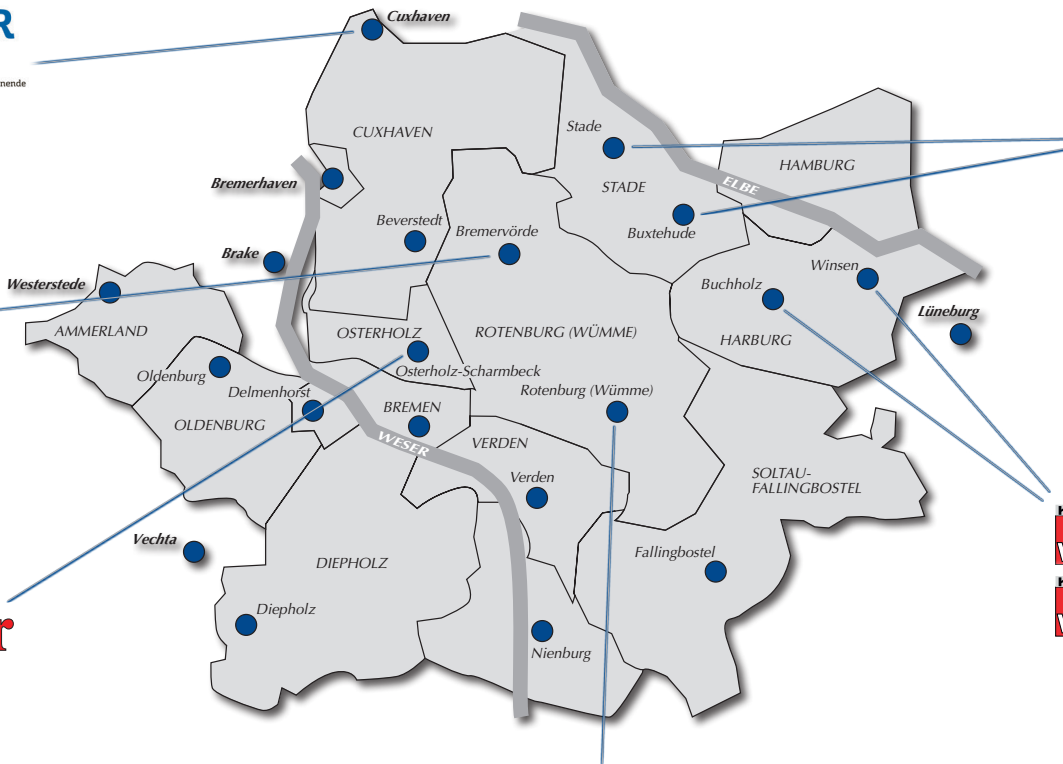 R
Cuxhaven
nende
CUXHAVEN
Stade
HAMBURG
Bremerhaven
STADE
ELBE
Beverstedt
Bremervörde
Buxtehude
Brake
Winsen
Westerstede
Buchholz
Lüneburg
AMMERLAND
OSTERHOLZ
ROTENBURG (WÜMME)
HARBURG
Oldenburg
Osterholz-Scharmbeck
Delmenhorst
Rotenburg (Wümme)
BREMEN
OLDENBURG
WESER
VERDEN
SOLTAU-
FALLINGBOSTEL
Verden
Vechta
Fallingbostel
DIEPHOLZ
Diepholz
r
Nienburg